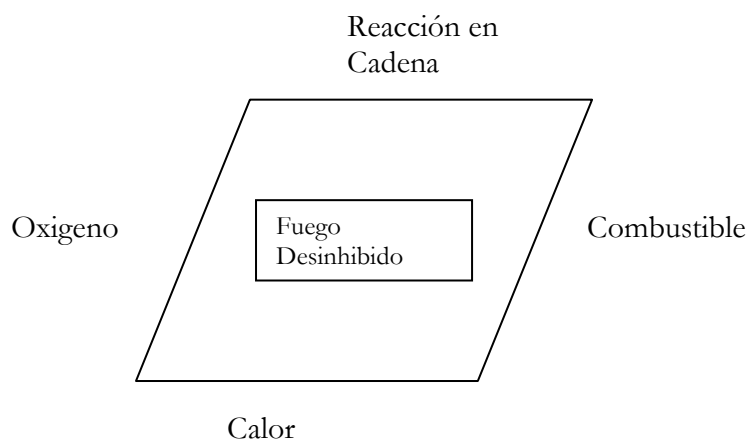 Reacción en
Cadena
Oxigeno
Fuego
Desinhibido
Combustible
Calor